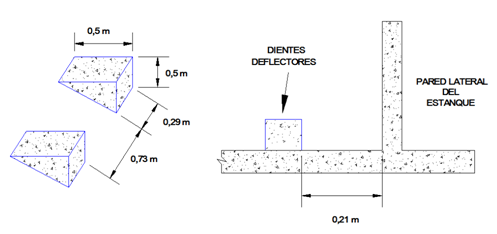 0,5 m
0,5 m
0,29 m
0,73 m
DIENTES
DEFLECTORES
PARED LATERAL
DEL
ESTANQUE
0,21 m